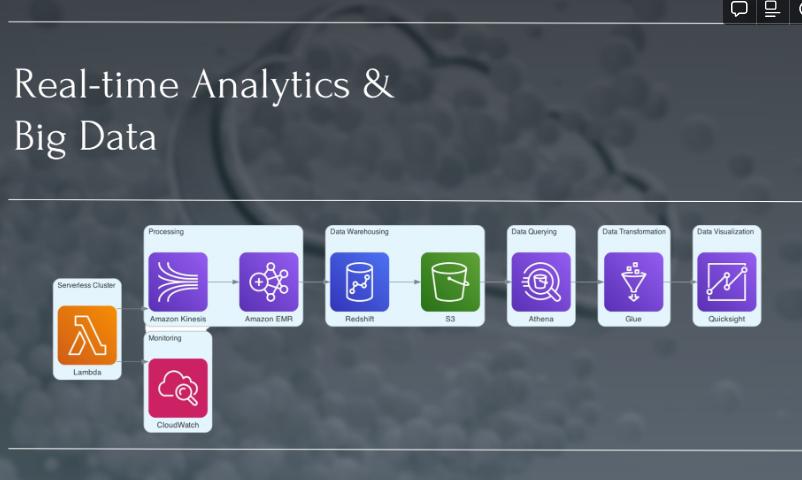 Real-time Analytics &
Big Data
Processing
Data Warehousing
Data Querying
Data Transformation
Data Visualization
Serverless Cluster
Amazon Kinesis
Amazon EMR
Redshift
S3
Athena
Glue
Quicksight
Monitoring
Lambda
CloudWatch